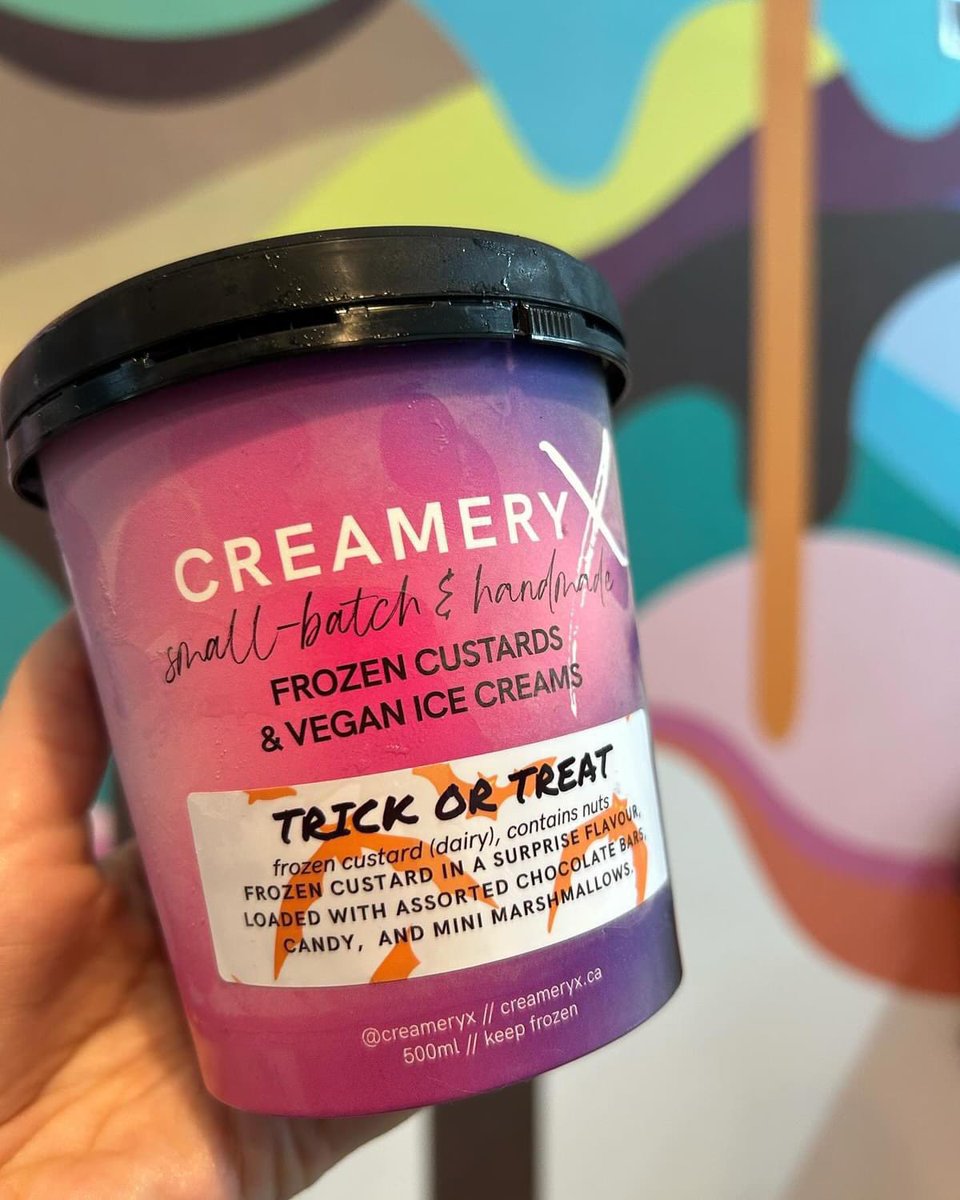 CREAMERYX
small-batch & handmade
FROZEN CUSTARDS
& VEGAN ICE CREAMS
TRICK OR TREAT
frozen custard (dairy), contains nuts
FROZEN CUSTARD IN A SURPRISE FLAVOUR,
LOADED WITH ASSORTED CHOCOLATE BARS,
CANDY, AND MINI MARSHMALLOWS.
@creameryx // creameryx.ca
500ml // keep frozen